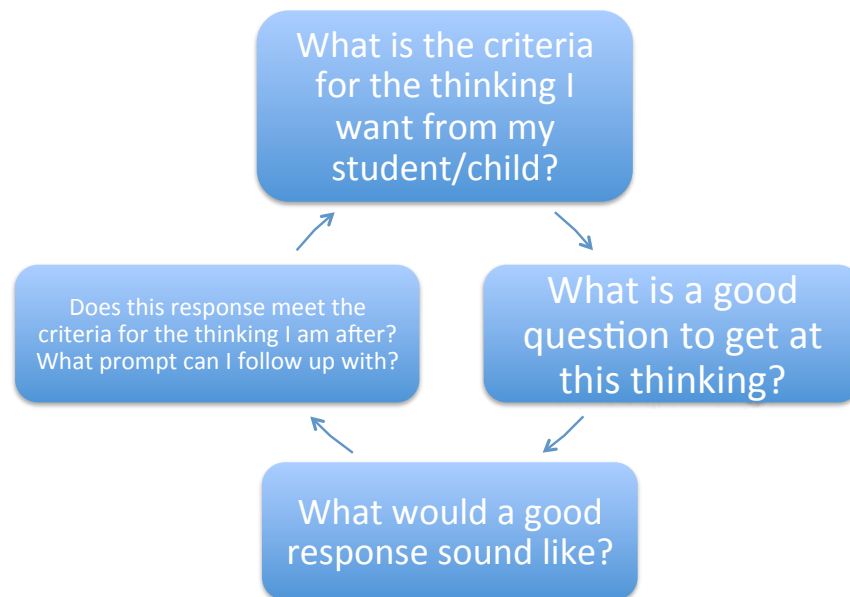 What is the criteria
for the thinking I
want from my
student/child?
What is a good
question to get at
this thinking?
What would a good
response sound like?
Does this response meet the
criteria for the thinking I am after?
What prompt can I follow up with?